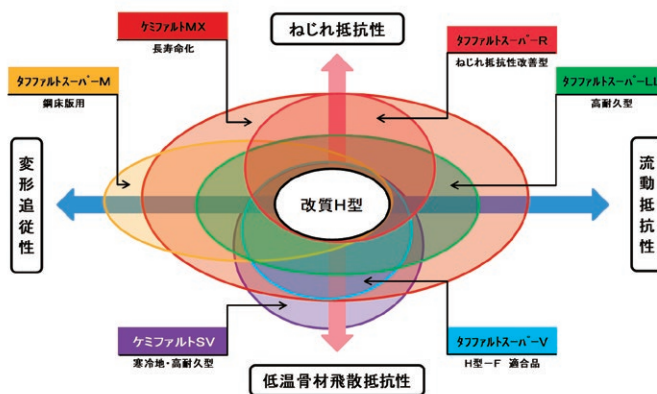 ケミファルトMX
長寿命化
ねじれ抵抗性
タフファルトスーパーR
ねじれ抵抗性改善型
タフファルトスーパーM
鋼床版用
タフファルトスーパーLL
高耐久型
変形追従性
改質H型
流動抵抗性
ケミファルトSV
寒冷地・高耐久型
タフファルトスーパーV
H型－F 適合品
低温骨材飛散抵抗性